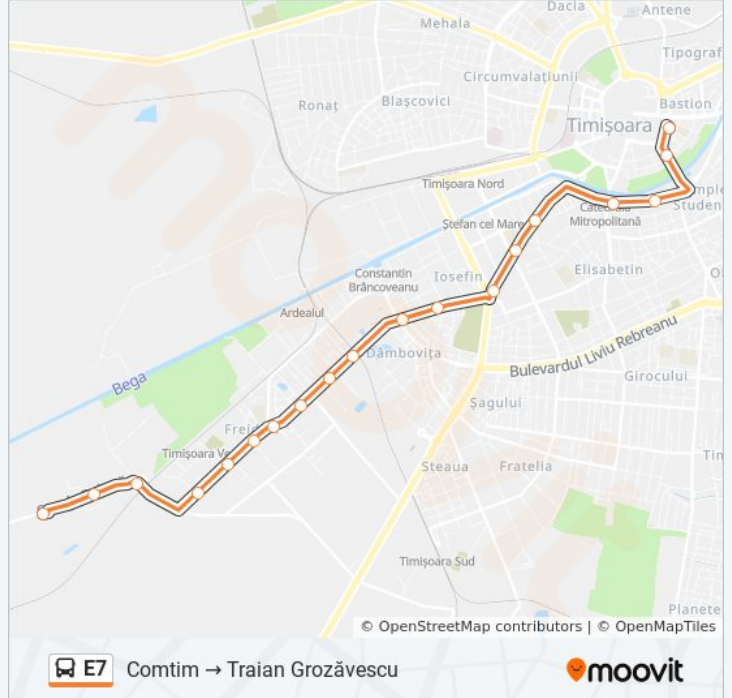 Dacia
Antene
Mehala
Tipograf
Circumvalațiunii
Ronaț
Blașcovici
Bastion
Timișoara
Timișoara Nord
Studen
Ștefan cel Mare
Mitropolitană
Constantin
Brâncoveanu
Iosefin
Elisabetin
Ardealul
Bega
Dâmbovița
Bulevardul Liviu Rebreanu
Girocului
Șagului
Timișoara Ve
Steaua
Fratelia
Tim
Timișoara Sud
Planete
© OpenStreetMap contributors | © OpenMapTiles
E7 Comtim → Traian Grozăvescu
moovit